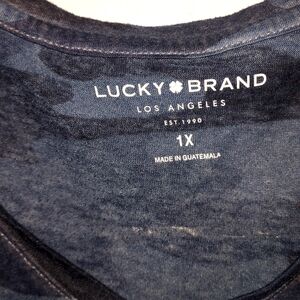 LUCKY BRAND
LOS ANGELES
EST. 1990
1X
MADE IN GUATEMALA